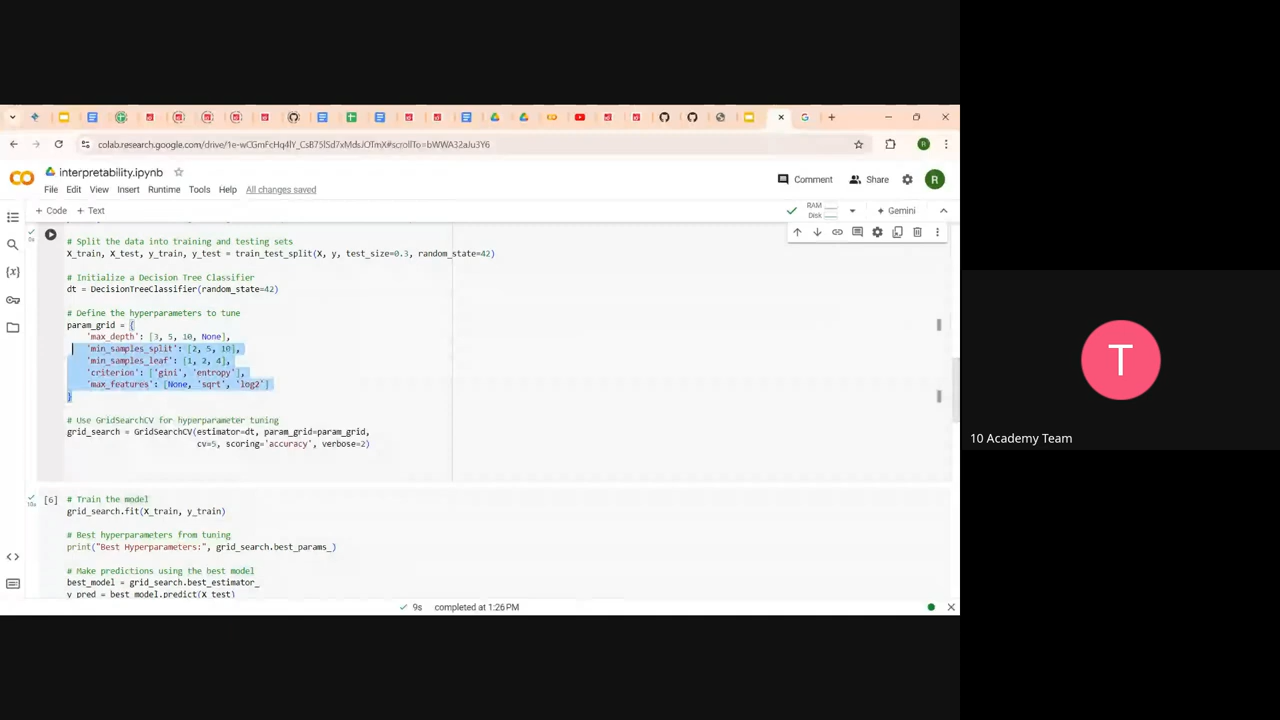 colab.research.google.com/drive/1e-wCGmFcHq4lY_CsB75lSd7xMdsJOTmX#scrollTo=bWWA32aJu3Y6
interpretability.ipynb
Comment
Share
R
File Edit View Insert Runtime Tools Help All changes saved
+ Code + Text
RAM
Disk
Gemini
# Split the data into training and testing sets
X_train, X_test, y_train, y_test = train_test_split(X, y, test_size=0.3, random_state=42)
# Initialize a Decision Tree Classifier
dt = DecisionTreeClassifier(random_state=42)
# Define the hyperparameters to tune
param_grid = {
'max_depth': [3, 5, 10, None],
'min_samples_split': [2, 5, 10],
'min_samples_leaf': [1, 2, 4],
'criterion': ['gini', 'entropy'],
'max_features': [None, 'sqrt', 'log2']
}
# Use GridSearchCV for hyperparameter tuning
grid_search = GridSearchCV(estimator=dt, param_grid=param_grid,
cv=5, scoring='accuracy', verbose=2)
[6] # Train the model
grid_search.fit(X_train, y_train)
# Best hyperparameters from tuning
print("Best Hyperparameters:", grid_search.best_params_)
# Make predictions using the best model
best_model = grid_search.best_estimator_
y_pred = best_model.predict(X_test)
9s completed at 1:26 PM
T
10 Academy Team